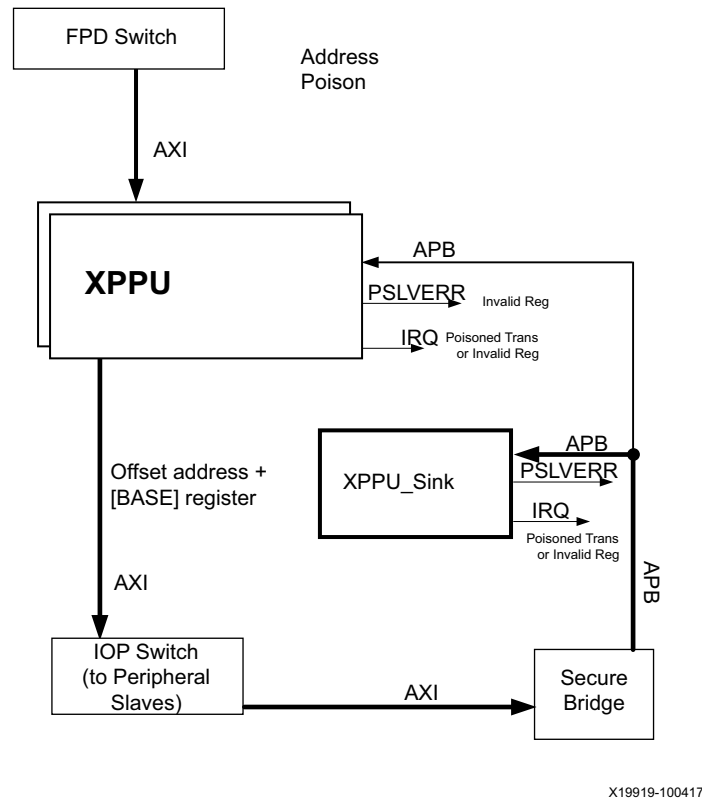 FPD Switch
Address
Poison
AXI
XPPU
APB
PSLVERR
Invalid Reg
IRQ
Poisoned Trans
or Invalid Reg
Offset address +
[BASE] register
XPPU_Sink
APB
PSLVERR
IRQ
Poisoned Trans
or Invalid Reg
APB
AXI
IOP Switch
(to Peripheral
Slaves)
AXI
Secure
Bridge
X19919-100417